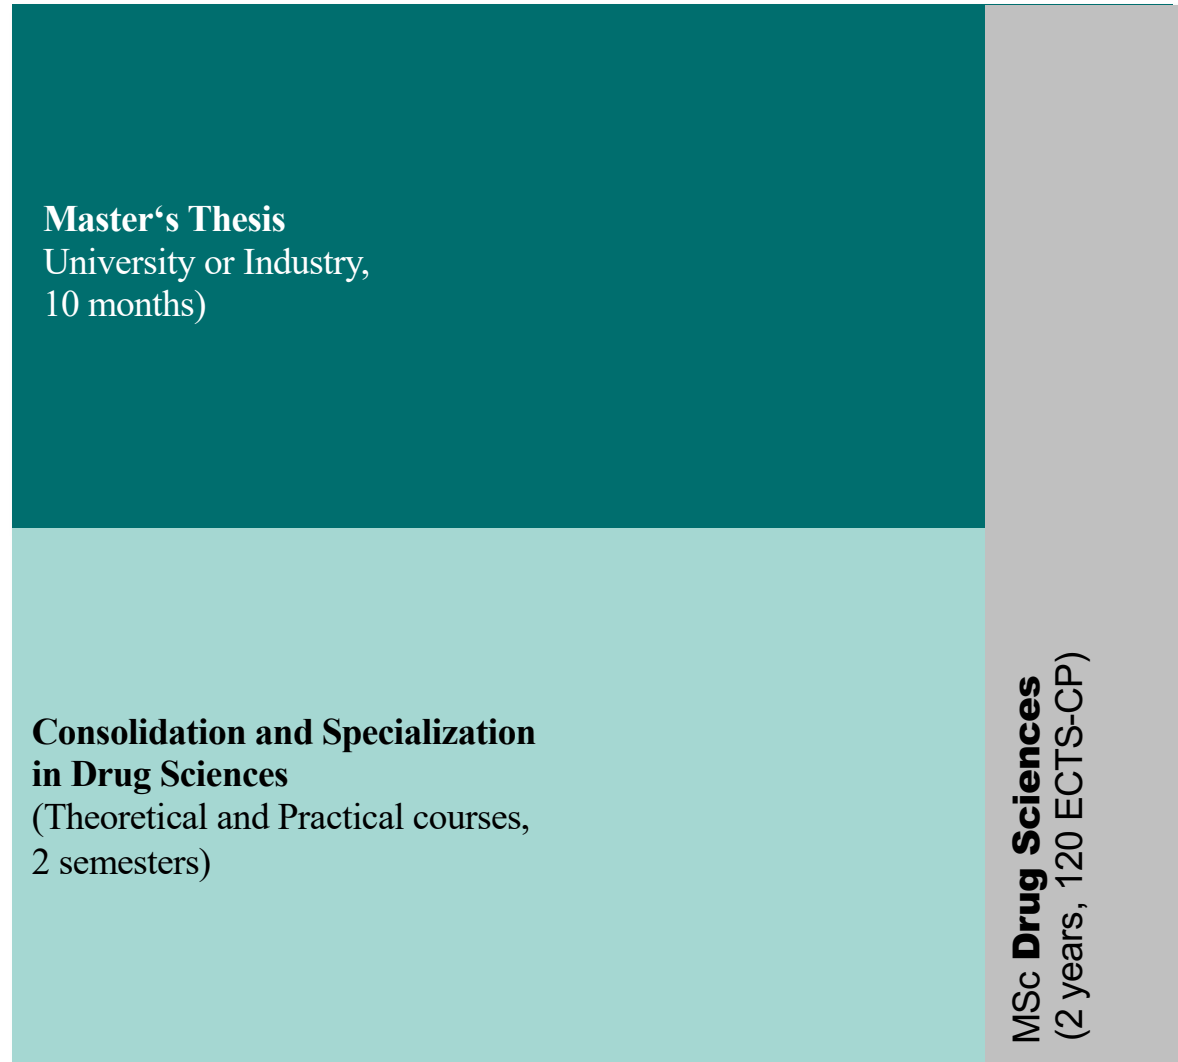 Master‘s Thesis
University or Industry,
10 months)
Consolidation and Specialization
in Drug Sciences
(Theoretical and Practical courses,
2 semesters)
MSc Drug Sciences
(2 years, 120 ECTS-CP)